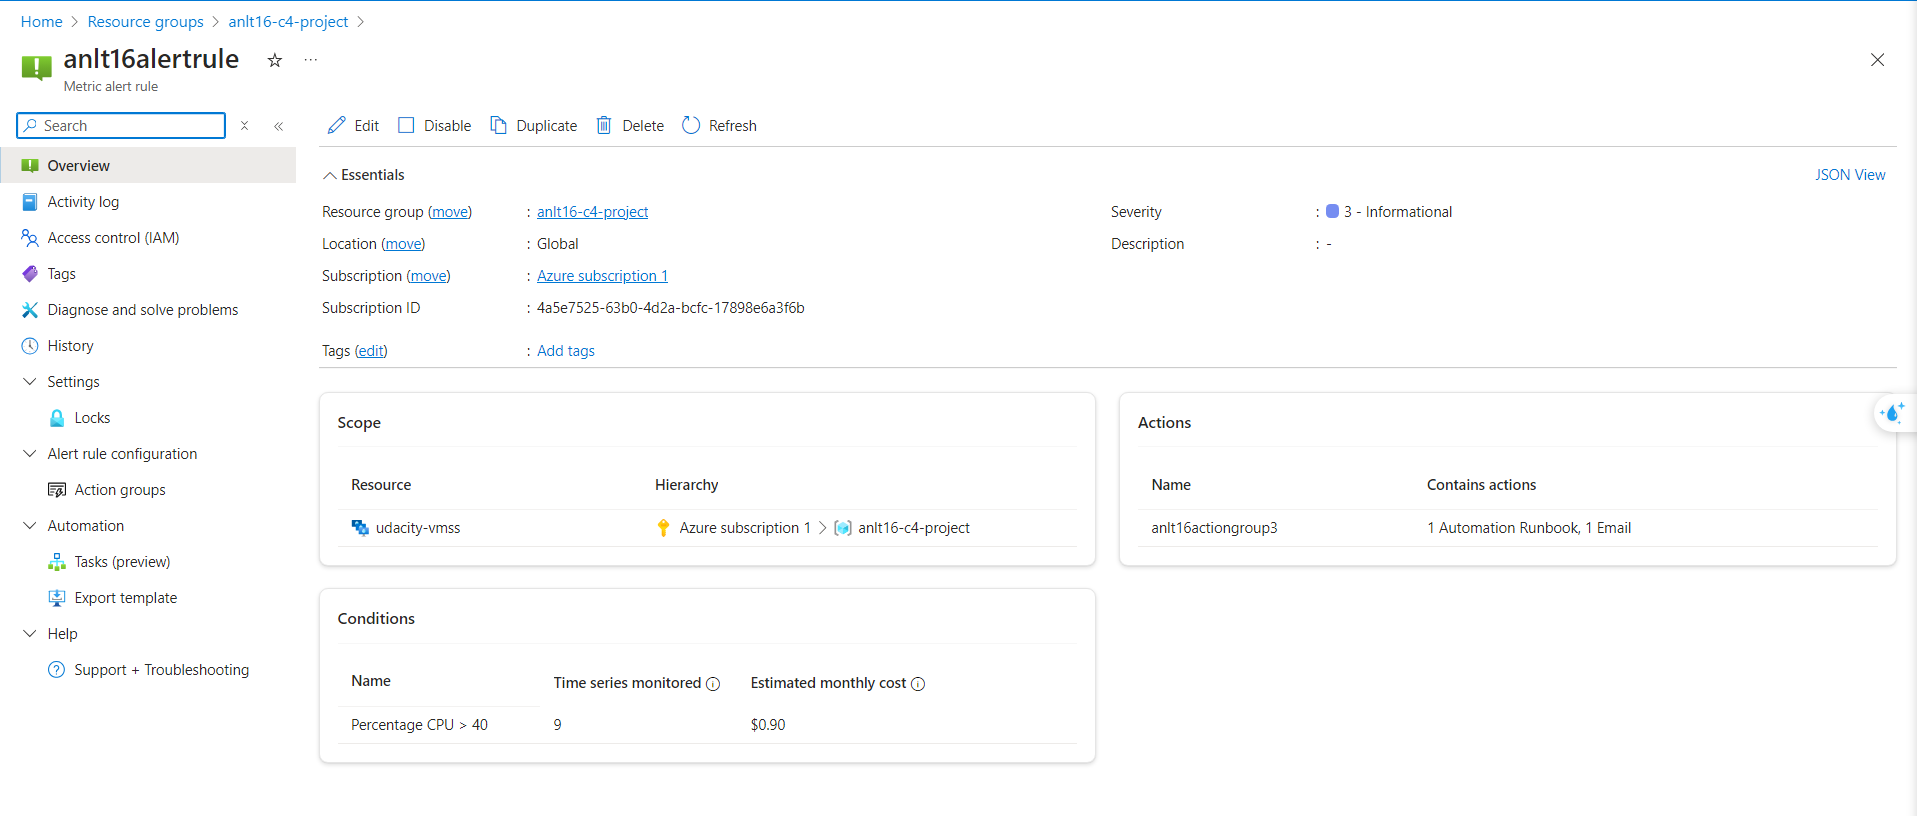 Home > Resource groups > anlt16-c4-project >
anlt16alertrule
Metric alert rule
Search
Edit Disable Duplicate Delete Refresh
Overview
Activity log
Access control (IAM)
Tags
Diagnose and solve problems
History
Settings
Locks
Alert rule configuration
Action groups
Automation
Tasks (preview)
Export template
Help
Support + Troubleshooting
Essentials JSON View
Resource group (move) : anlt16-c4-project
Location (move) : Global
Subscription (move) : Azure subscription 1
Subscription ID : 4a5e7525-63b0-4d2a-bcfc-17898e6a3f6b
Tags (edit) : Add tags
Severity : 3 - Informational
Description : -
Scope
Resource Hierarchy
udacity-vmss Azure subscription 1 > anlt16-c4-project
Actions
Name Contains actions
anlt16actiongroup3 1 Automation Runbook, 1 Email
Conditions
Name Time series monitored Estimated monthly cost
Percentage CPU > 40 9 $0.90